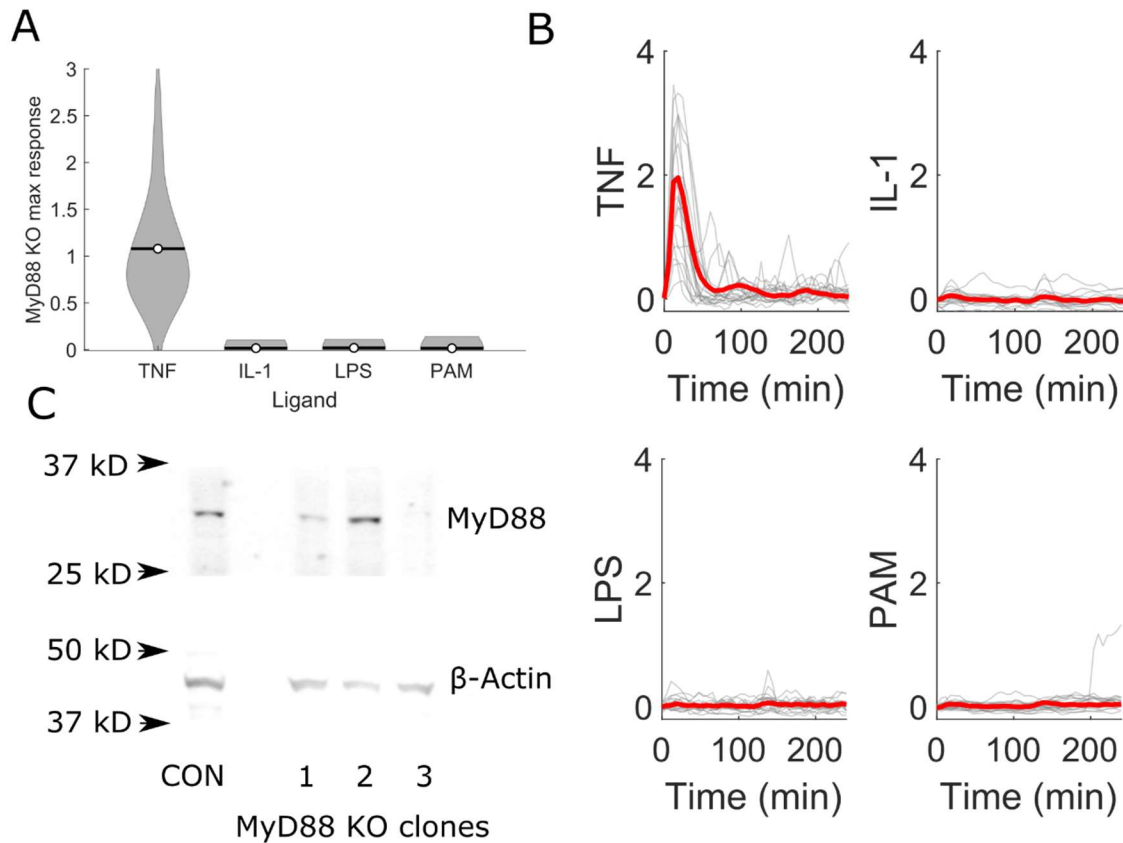 A
MyD88 KO max response
3
2.5
2
1.5
1
0.5
0
TNF IL-1 LPS PAM
Ligand
B
TNF
4
2
0
0 100 200
Time (min)
IL-1
4
2
0
0 100 200
Time (min)
LPS
4
2
0
0 100 200
Time (min)
PAM
4
2
0
0 100 200
Time (min)
C
37 kD
MyD88
25 kD
50 kD
β-Actin
37 kD
CON 1 2 3
MyD88 KO clones